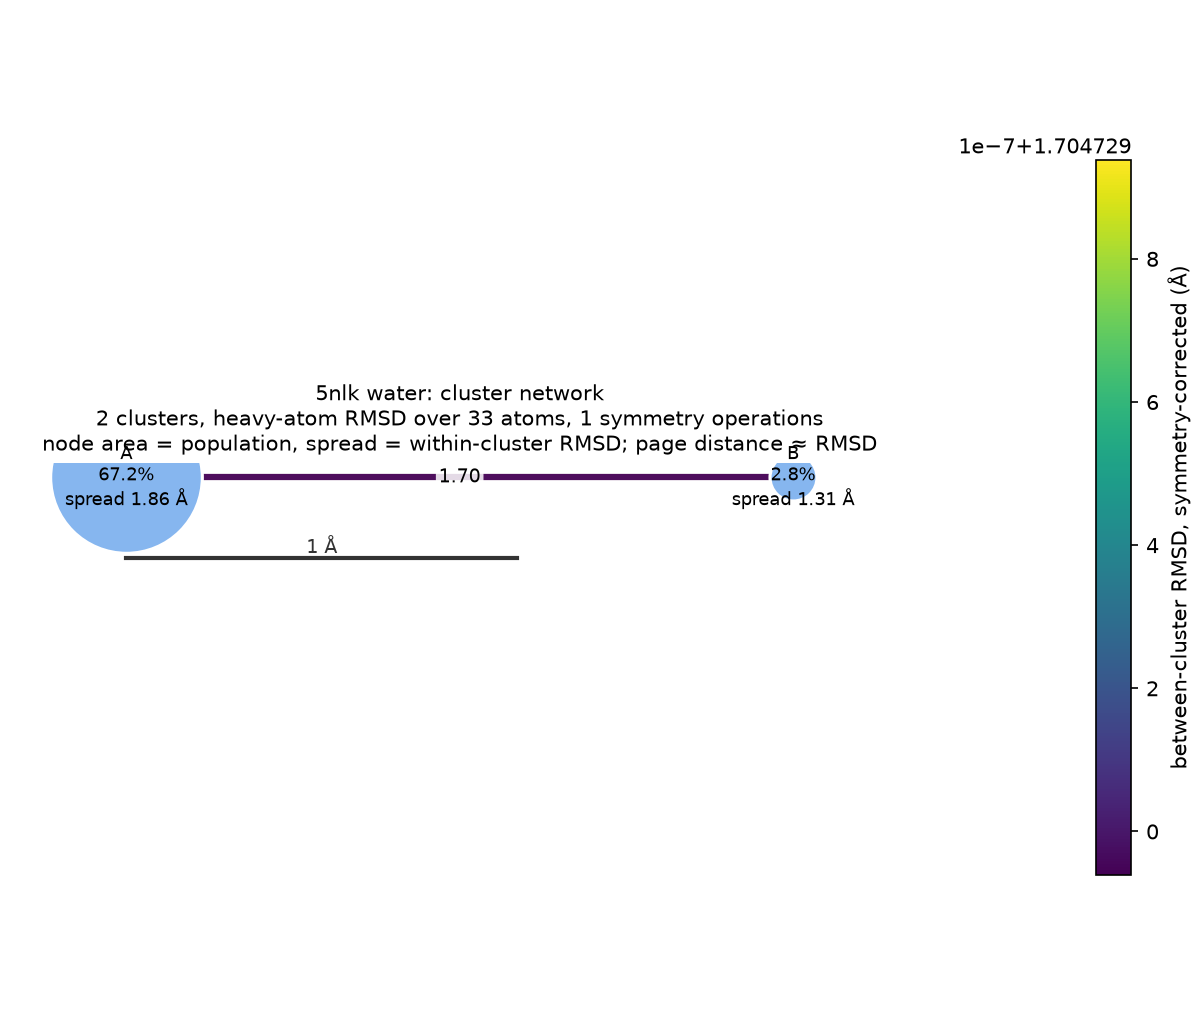 1e−7+1.704729
5nlk water: cluster network
2 clusters, heavy-atom RMSD over 33 atoms, 1 symmetry operations
node area = population, spread = within-cluster RMSD; page distance ≈ RMSD
A
67.2%
spread 1.86 Å
1.70
B
2.8%
spread 1.31 Å
1 Å
8
6
4
2
0
between-cluster RMSD, symmetry-corrected (Å)